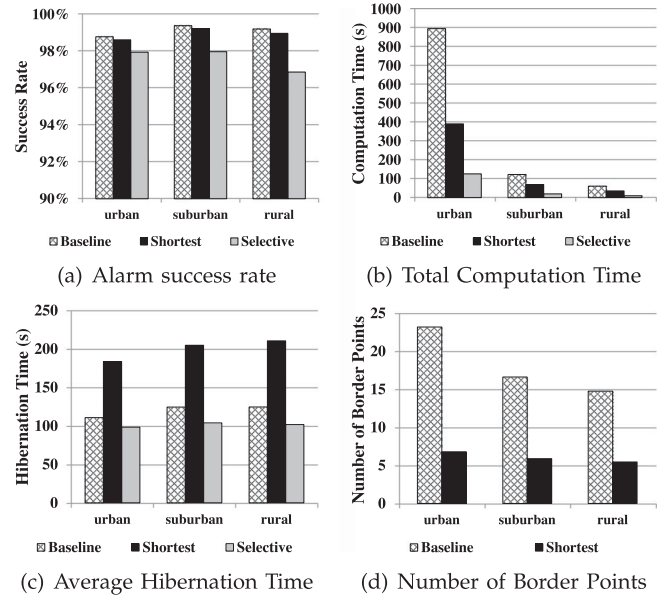 100%
98%
96%
94%
92%
90%
Success Rate
urban suburban rural
Baseline Shortest Selective
(a) Alarm success rate
1000
900
800
700
600
500
400
300
200
100
0
Computation Time (s)
urban suburban rural
Baseline Shortest Selective
(b) Total Computation Time
250
200
150
100
50
0
Hibernation Time (s)
urban suburban rural
Baseline Shortest Selective
(c) Average Hibernation Time
25
20
15
10
5
0
Number of Border Points
urban suburban rural
Baseline Shortest
(d) Number of Border Points